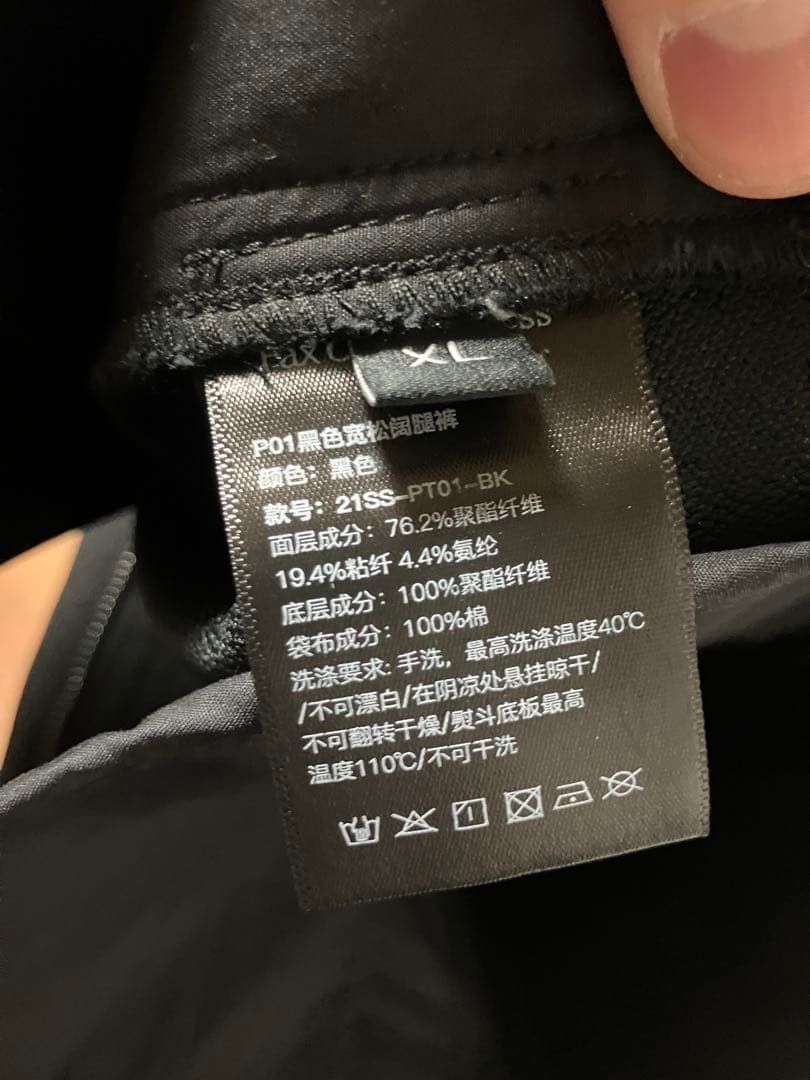 XL
P01黑色宽松阔腿裤
颜色：黑色
款号：21SS-PT01-BK
面层成分：76.2%聚酯纤维
19.4%粘纤 4.4%氨纶
底层成分：100%聚酯纤维
袋布成分：100%棉
洗涤要求: 手洗，最高洗涤温度40℃
/不可漂白/在阴凉处悬挂晾干/
不可翻转干燥/熨斗底板最高
温度110℃/不可干洗